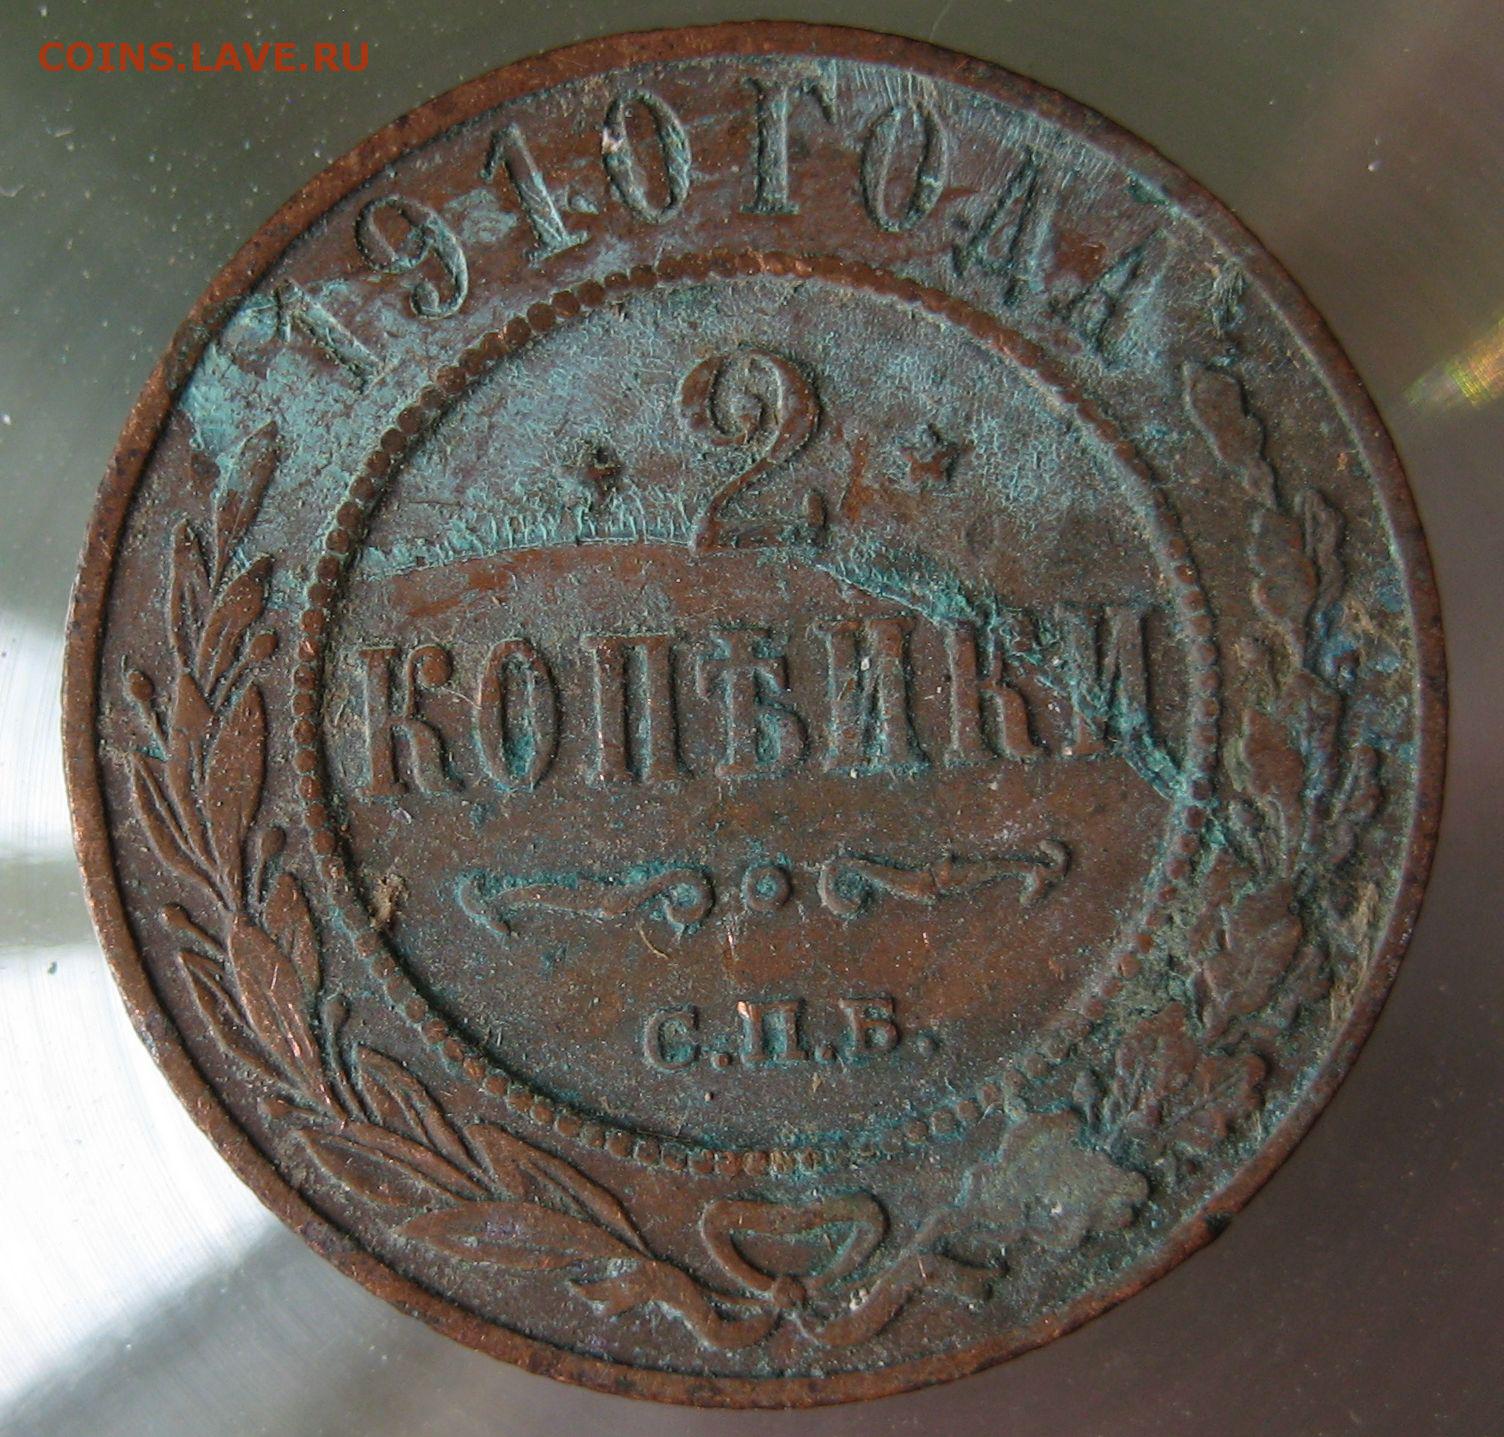 COINS.LAVE.RU
1910 ГОДА
* 2 *
КОПѢЙКИ
С.П.Б.